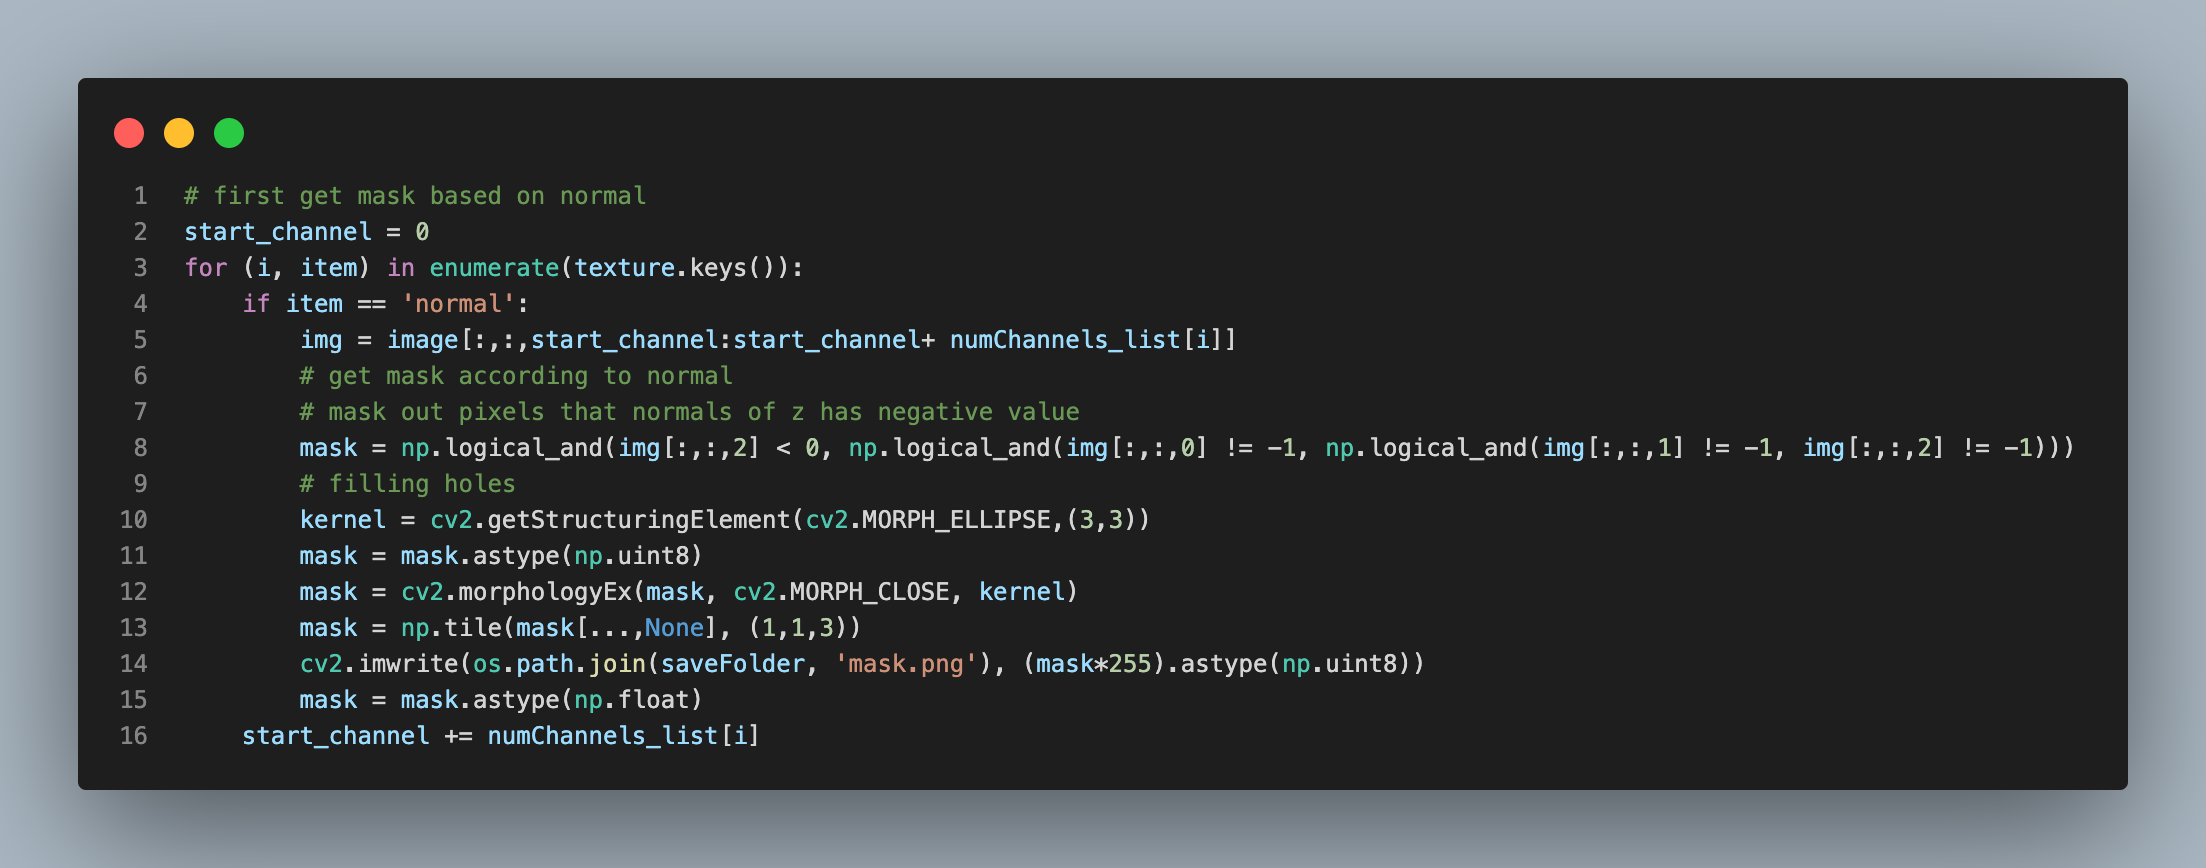 1 # first get mask based on normal
2 start_channel = 0
3 for (i, item) in enumerate(texture.keys()):
4     if item == 'normal':
5         img = image[:,:,start_channel:start_channel+ numChannels_list[i]]
6         # get mask according to normal
7         # mask out pixels that normals of z has negative value
8         mask = np.logical_and(img[:,:,2] < 0, np.logical_and(img[:,:,0] != -1, np.logical_and(img[:,:,1] != -1, img[:,:,2] != -1)))
9         # filling holes
10         kernel = cv2.getStructuringElement(cv2.MORPH_ELLIPSE,(3,3))
11         mask = mask.astype(np.uint8)
12         mask = cv2.morphologyEx(mask, cv2.MORPH_CLOSE, kernel)
13         mask = np.tile(mask[...,None], (1,1,3))
14         cv2.imwrite(os.path.join(saveFolder, 'mask.png'), (mask*255).astype(np.uint8))
15         mask = mask.astype(np.float)
16     start_channel += numChannels_list[i]